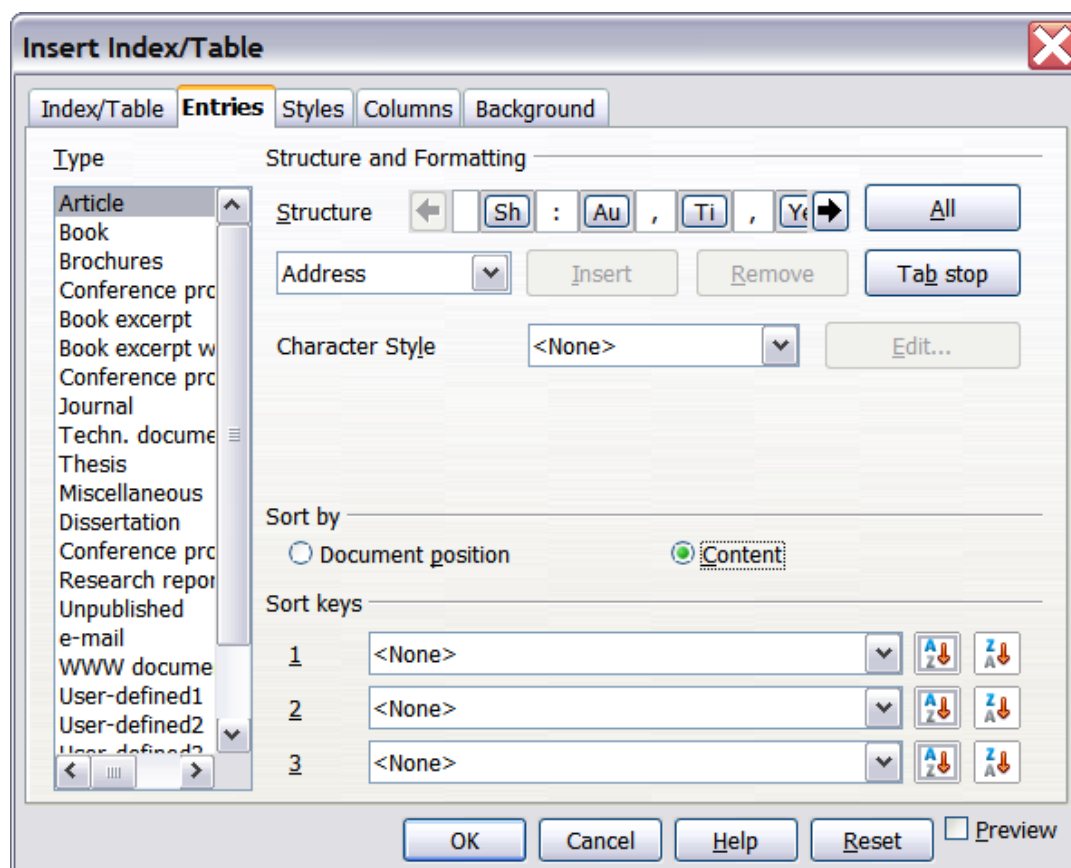 Insert Index/Table
Index/Table Entries Styles Columns Background
Type
Article
Book
Brochures
Conference pro
Book excerpt
Book excerpt w
Conference pro
Journal
Techn. docume
Thesis
Miscellaneous
Dissertation
Conference pro
Research repor
Unpublished
e-mail
WWW docume
User-defined1
User-defined2
Structure and Formatting
Structure Sh : Au , Ti , Ye All
Address Insert Remove Tab stop
Character Style <None> Edit...
Sort by
Document position Content
Sort keys
1 <None> A Z Z A
2 <None> A Z Z A
3 <None> A Z Z A
OK Cancel Help Reset Preview